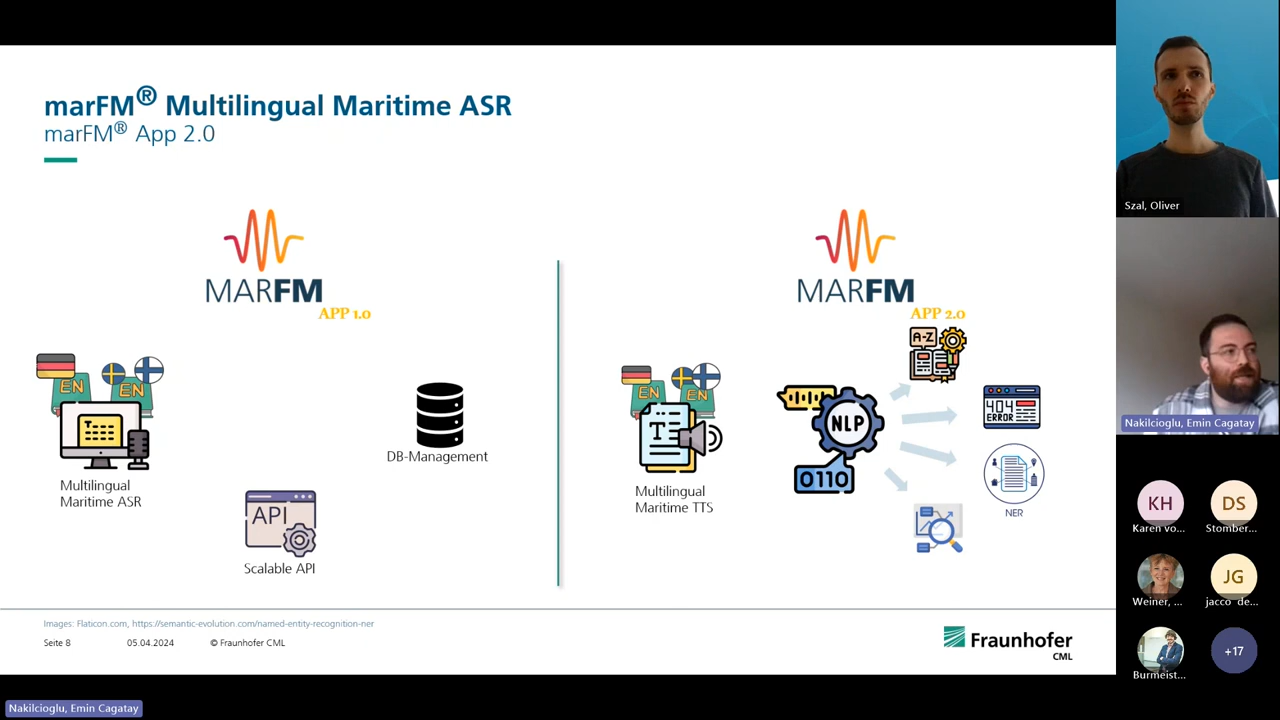 marFM® Multilingual Maritime ASR
marFM® App 2.0
MARFM
APP 1.0
EN
EN
T
Multilingual
Maritime ASR
DB-Management
API
Scalable API
MARFM
APP 2.0
EN
EN
T
Multilingual
Maritime TTS
NLP
0110
A-Z
404
ERROR
NER
Images: Flaticon.com, https://semantic-evolution.com/named-entity-recognition-ner
Seite 8
05.04.2024
© Fraunhofer CML
Fraunhofer
CML
Szal, Oliver
Nakilcioglu, Emin Cagatay
KH
Karen vo...
DS
Stomber...
Weiner, ...
JG
jacco de...
Burmeist...
+17
Nakilcioglu, Emin Cagatay